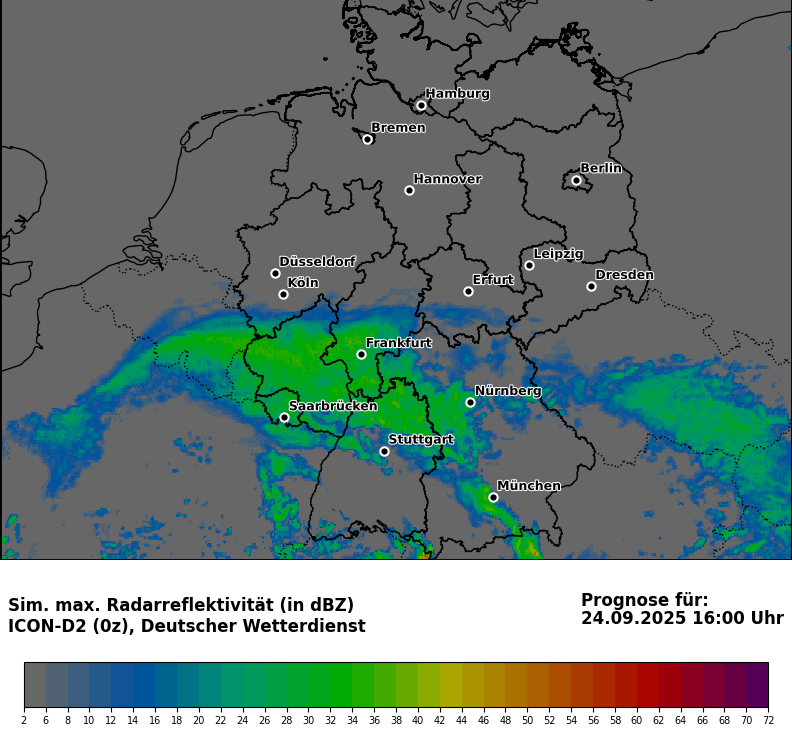 Hamburg
Bremen
Berlin
Hannover
Düsseldorf
Leipzig
Köln
Erfurt
Dresden
Frankfurt
Nürnberg
Saarbrücken
Stuttgart
München
Sim. max. Radarreflektivität (in dBZ)
ICON-D2 (0z), Deutscher Wetterdienst
Prognose für:
24.09.2025 16:00 Uhr
2 6 8 10 12 14 16 18 20 22 24 26 28 30 32 34 36 38 40 42 44 46 48 50 52 54 56 58 60 62 64 66 68 70 72